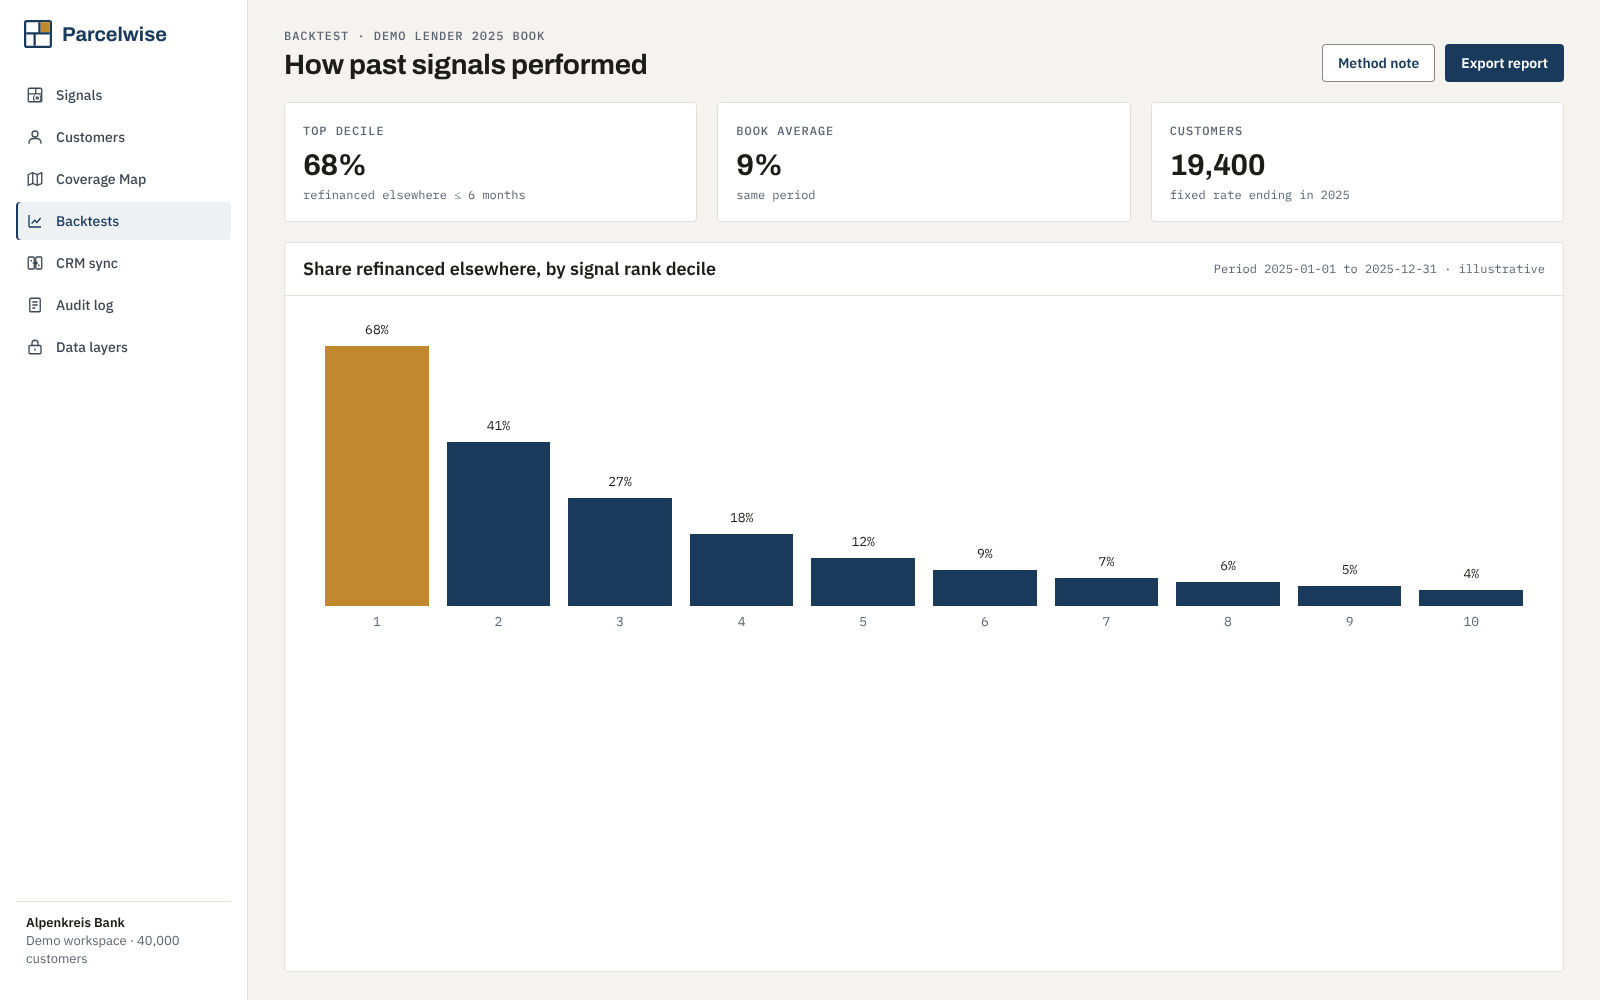 Parcelwise
Signals
Customers
Coverage Map
Backtests
CRM sync
Audit log
Data layers
Alpenkreis Bank
Demo workspace · 40,000
customers
BACKTEST · DEMO LENDER 2025 BOOK
How past signals performed
Method note
Export report
TOP DECILE
68%
refinanced elsewhere ≤ 6 months
BOOK AVERAGE
9%
same period
CUSTOMERS
19,400
fixed rate ending in 2025
Share refinanced elsewhere, by signal rank decile
Period 2025-01-01 to 2025-12-31 · illustrative
68%
41%
27%
18%
12%
9%
7%
6%
5%
4%
1
2
3
4
5
6
7
8
9
10